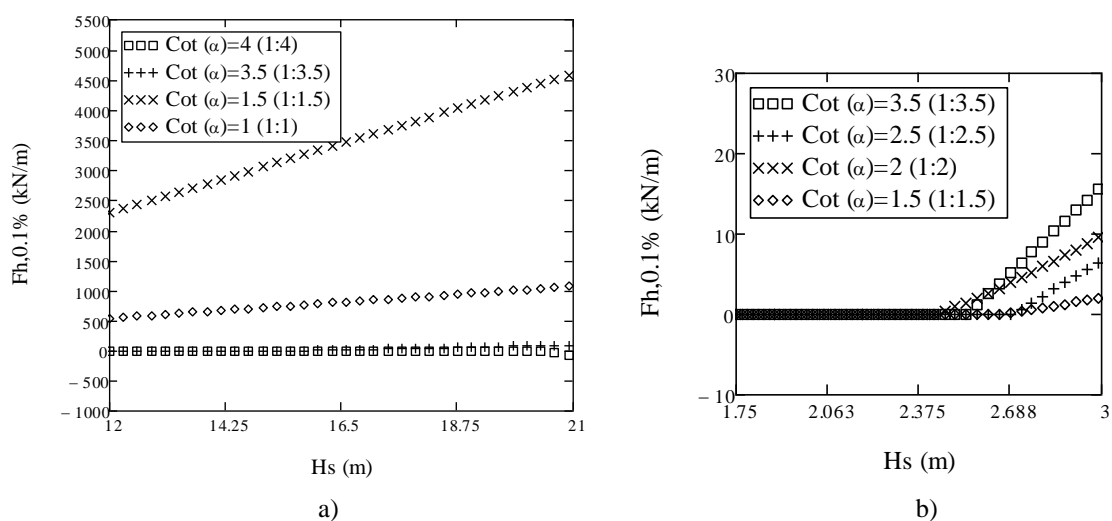 5500
5000
4500
4000
3500
3000
2500
2000
1500
1000
500
0
− 500
− 1000
Cot (α)=4 (1:4)
Cot (α)=3.5 (1:3.5)
Cot (α)=1.5 (1:1.5)
Cot (α)=1 (1:1)
Fh,0.1% (kN/m)
12 14.25 16.5 18.75 21
Hs (m)
a)
30
20
10
0
− 10
Cot (α)=3.5 (1:3.5)
Cot (α)=2.5 (1:2.5)
Cot (α)=2 (1:2)
Cot (α)=1.5 (1:1.5)
Fh,0.1% (kN/m)
1.75 2.063 2.375 2.688 3
Hs (m)
b)